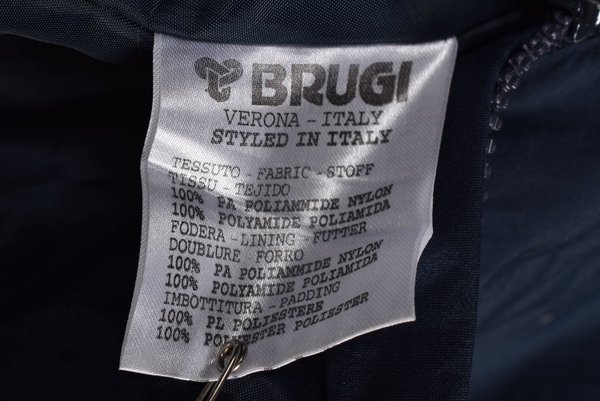 BRUGI
VERONA - ITALY
STYLED IN ITALY
TESSUTO - FABRIC - STOFF
TISSU - TEJIDO
100% PA POLIAMMIDE NYLON
100% POLYAMIDE POLIAMIDA
FODERA - LINING - FUTTER
DOUBLURE FORRO
100% PA POLIAMMIDE NYLON
100% POLYAMIDE POLIAMIDA
IMBOTTITURA - PADDING
100% PL POLIESTERE
100% POLYESTER POLIESTER